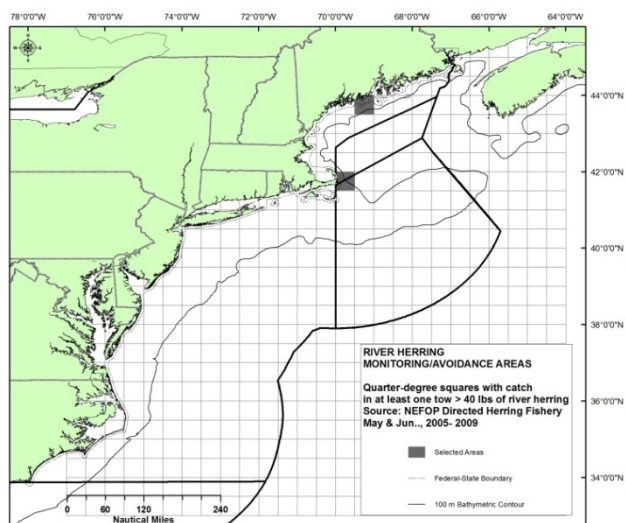 78°0'0"W 76°0'0"W 74°0'0"W 72°0'0"W 70°0'0"W 68°0'0"W 66°0'0"W 64°0'0"W
44°0'0"N
42°0'0"N
40°0'0"N
38°0'0"N
36°0'0"N
34°0'0"N
RIVER HERRING
MONITORING/AVOIDANCE AREAS
Quarter-degree squares with catch
in at least one tow > 40 lbs of river herring
Source: NEFOP Directed Herring Fishery
May & Jun.., 2005- 2009
Selected Areas
Federal-State Boundary
100 m Bathymetric Contour
0 60 120 180 240
Nautical Miles